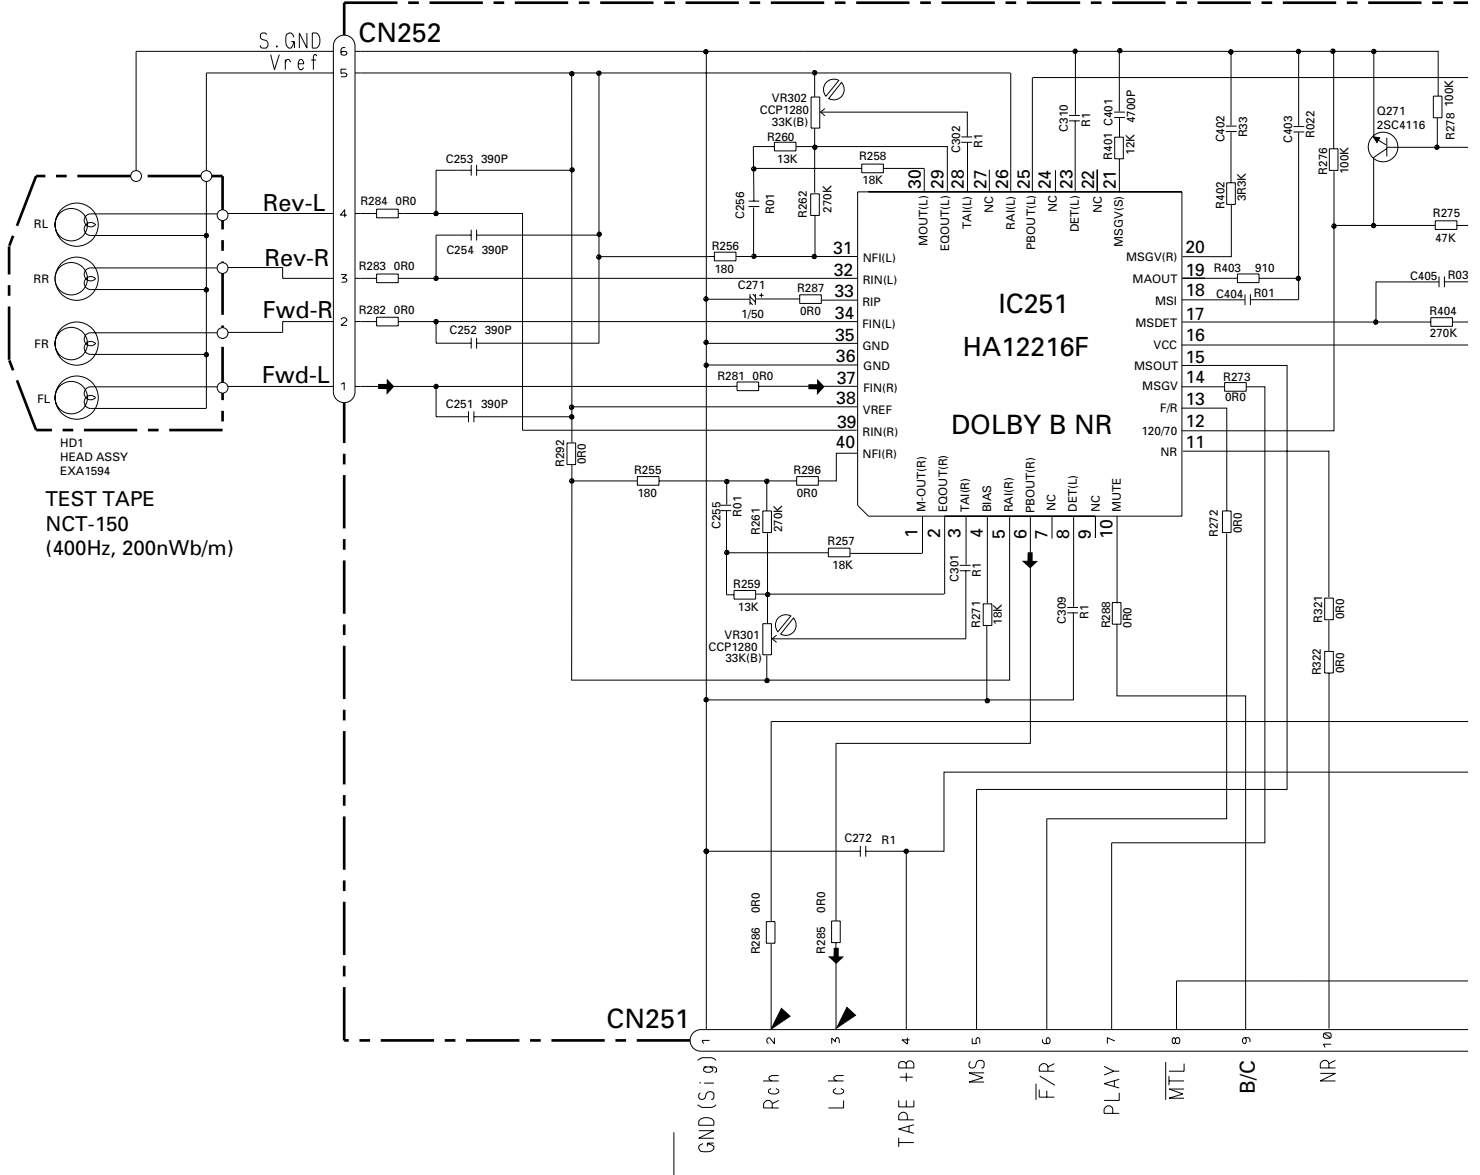 CN252
S.GND
Vref
6
5
4
3
2
1
Rev-L
Rev-R
Fwd-R
Fwd-L
RL
RR
FR
FL
HD1
HEAD ASSY
EXA1594
TEST TAPE
NCT-150
(400Hz, 200nWb/m)
R284 0R0
R283 0R0
R282 0R0
R281 0R0
C253 390P
C254 390P
C252 390P
C251 390P
R292
0R0
VR302
CCP1280
33K(B)
R260
13K
R258
18K
C256
R01
R262
270K
R256
180
C271
+
1/50
R287
0R0
C302
R1
C310
R1
C401
4700P
R401
12K
C402
R33
R402
3R3K
C403
R022
R276
100K
Q271
2SC4116
R278 100K
R275
47K
R403 910
C404 R01
C405 R03
R404
270K
R273
0R0
30
29
28
27
26
25
24
23
22
21
MOUT(L)
EQOUT(L)
TAI(L)
NC
RAI(L)
PBOUT(L)
NC
DET(L)
NC
MSGV(S)
31 NFI(L)
32 RIN(L)
33 RIP
34 FIN(L)
35 GND
36 GND
37 FIN(R)
38 VREF
39 RIN(R)
40 NFI(R)
IC251
HA12216F
DOLBY B NR
MSGV(R) 20
MAOUT 19
MSI 18
MSDET 17
VCC 16
MSOUT 15
MSGV 14
F/R 13
120/70 12
NR 11
M-OUT(R)
EQOUT(R)
TAI(R)
BIAS
RAI(R)
PBOUT(R)
NC
DET(L)
NC
MUTE
1
2
3
4
5
6
7
8
9
10
R255
180
R296
0R0
C255
R01
R261
270K
R257
18K
R259
13K
VR301
CCP1280
33K(B)
C301
R1
R271
18K
C309
R1
R288
0R0
R272
0R0
R321
0R0
R322
0R0
C272 R1
R286 0R0
R285 0R0
CN251
1
2
3
4
5
6
7
8
9
10
GND(Sig)
Rch
Lch
TAPE +B
MS
F̅/R
PLAY
M̅T̅L̅
B/C
NR